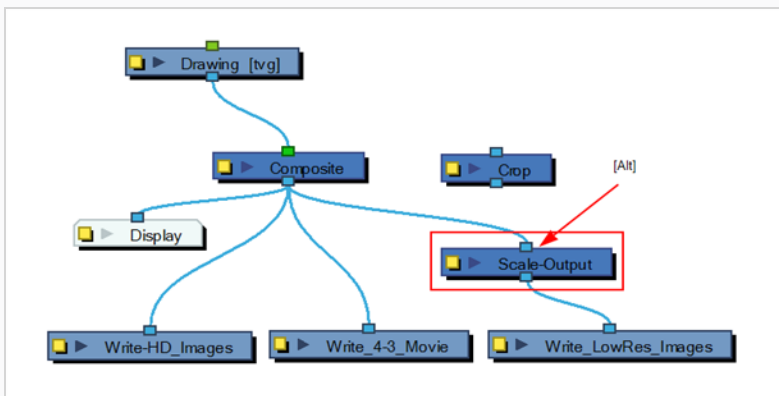 Drawing [tvg]
Composite
Crop
[Alt]
Display
Scale-Output
Write-HD_Images
Write_4-3_Movie
Write_LowRes_Images